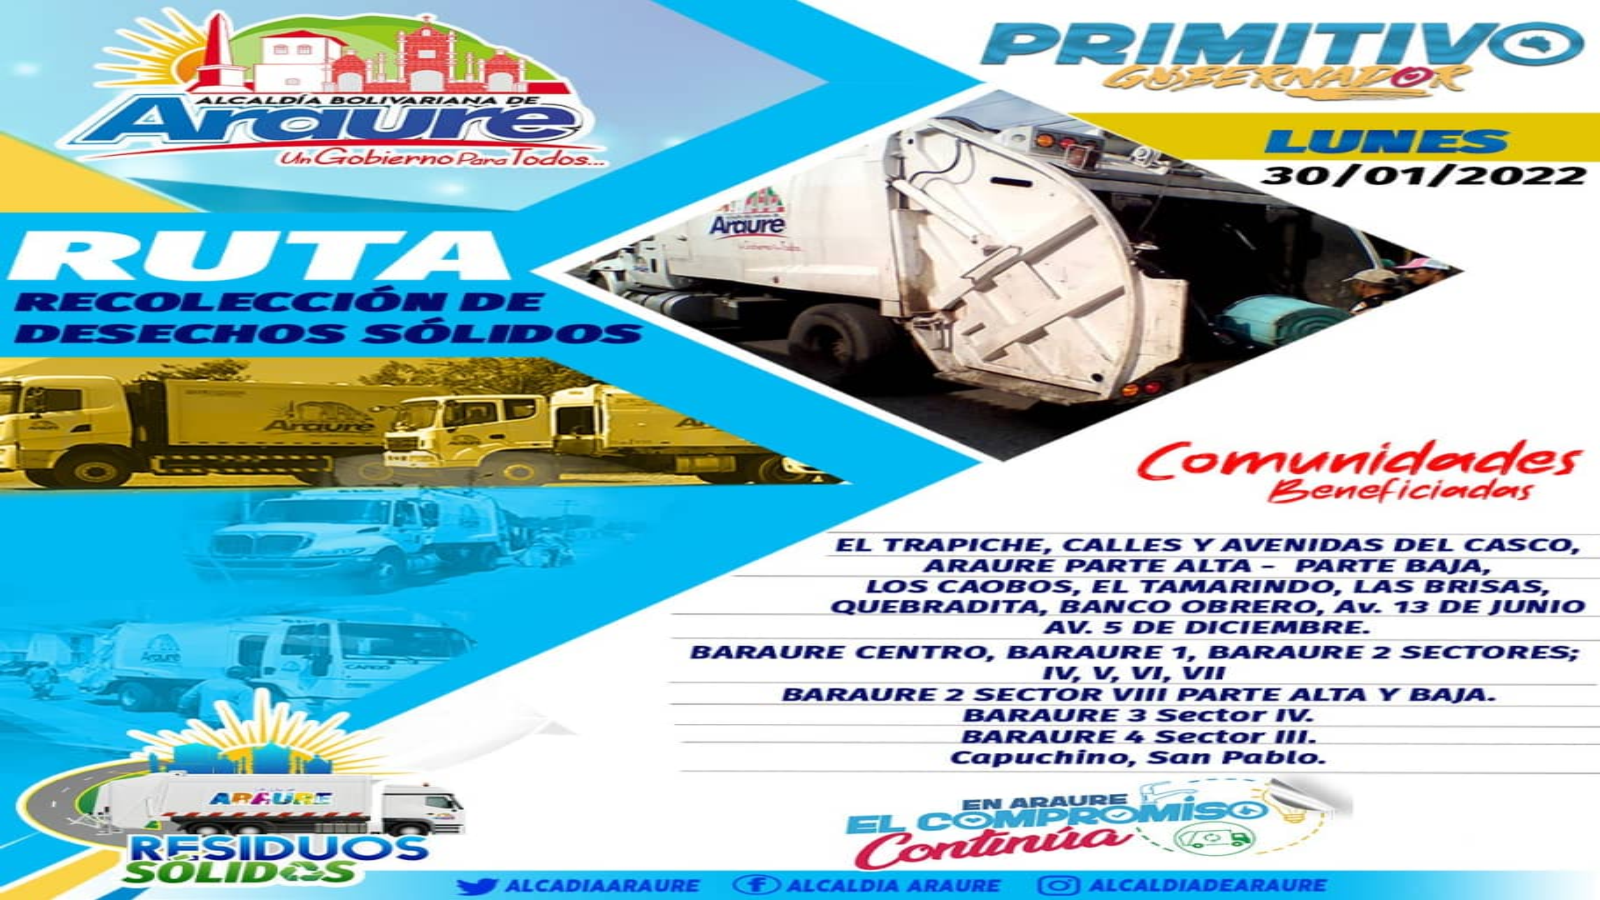 ALCALDÍA BOLIVARIANA DE
Araure
Un Gobierno Para Todos...
PRIMITIVO
GOBERNADOR
LUNES
30/01/2022
RUTA
RECOLECCIÓN DE
DESECHOS SÓLIDOS
Araure
Araure
Comunidades
Beneficiadas
EL TRAPICHE, CALLES Y AVENIDAS DEL CASCO,
ARAURE PARTE ALTA - PARTE BAJA,
LOS CAOBOS, EL TAMARINDO, LAS BRISAS,
QUEBRADITA, BANCO OBRERO, Av. 13 DE JUNIO
AV. 5 DE DICIEMBRE.
BARAURE CENTRO, BARAURE 1, BARAURE 2 SECTORES;
IV, V, VI, VII
BARAURE 2 SECTOR VIII PARTE ALTA Y BAJA.
BARAURE 3 Sector IV.
BARAURE 4 Sector III.
Capuchino, San Pablo.
Araure
CARGO
ARAURE
RESIDUOS
SÓLIDOS
EN ARAURE
EL COMPROMISO
Continúa
ALCADIAARAURE
ALCALDIA ARAURE
ALCALDIADEARAURE